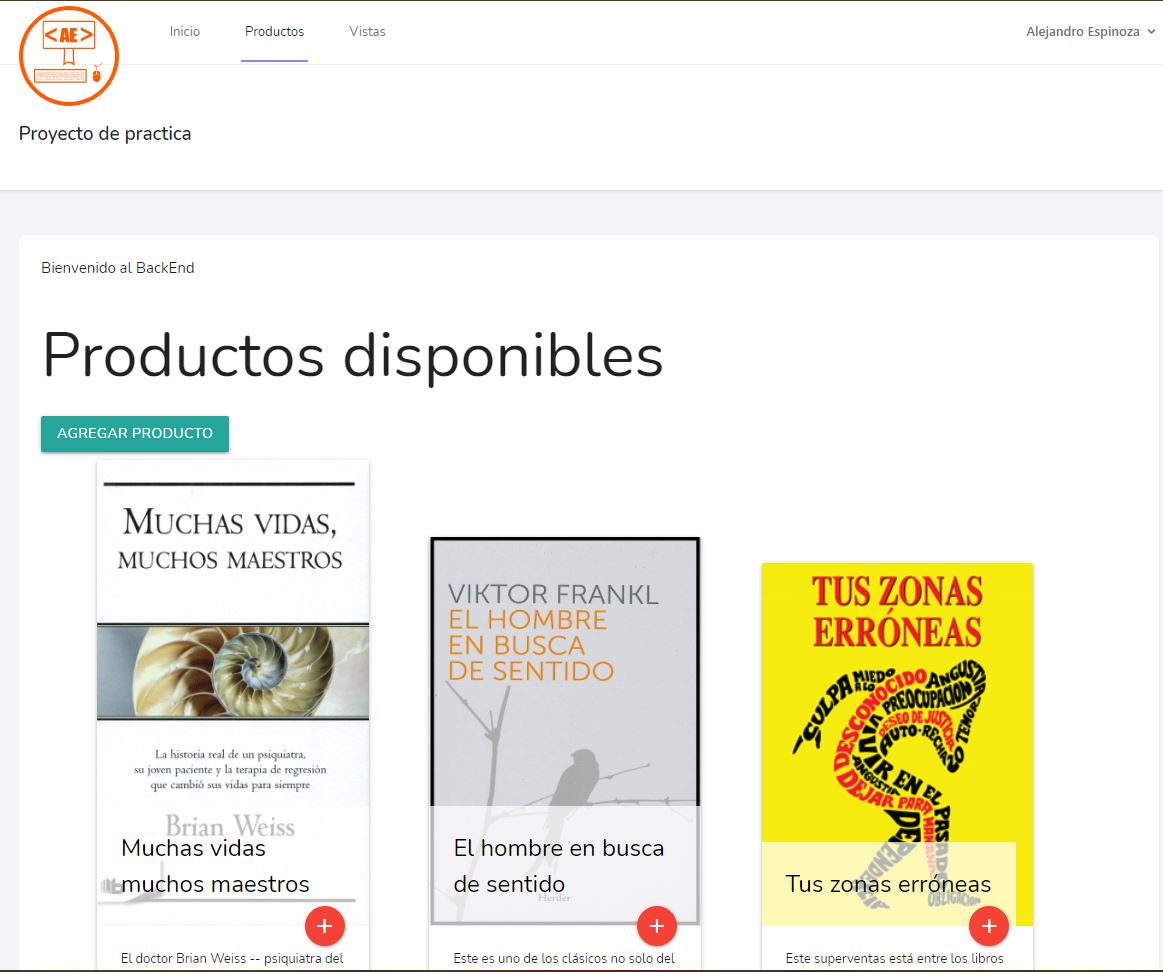 <AE>
Inicio
Productos
Vistas
Alejandro Espinoza
Proyecto de practica
Bienvenido al BackEnd
Productos disponibles
AGREGAR PRODUCTO
MUCHAS VIDAS,
MUCHOS MAESTROS
La historia real de un psiquiatra,
su joven paciente y la terapia de regresión
que cambió sus vidas para siempre
Brian Weiss
Muchas vidas
muchos maestros
+
El doctor Brian Weiss -- psiquiatra del
VIKTOR FRANKL
EL HOMBRE
EN BUSCA
DE SENTIDO
El hombre en busca
de sentido
Herder
+
Este es uno de los clásicos no solo del
TUS ZONAS
ERRÓNEAS
CULPA
MIEDO
A LO
DESCONOCIDO
ANGUSTIA
PREOCUPACIÓN
DESEO DE JUSTICIA
AUTO-RECHAZO
TEMOR
VIVIR EN EL PASADO
ANGUSTIA
DEJAR PARA MAÑANA
DEPENDENCIA
OBLIGACION
Tus zonas erróneas
+
Este superventas está entre los libros